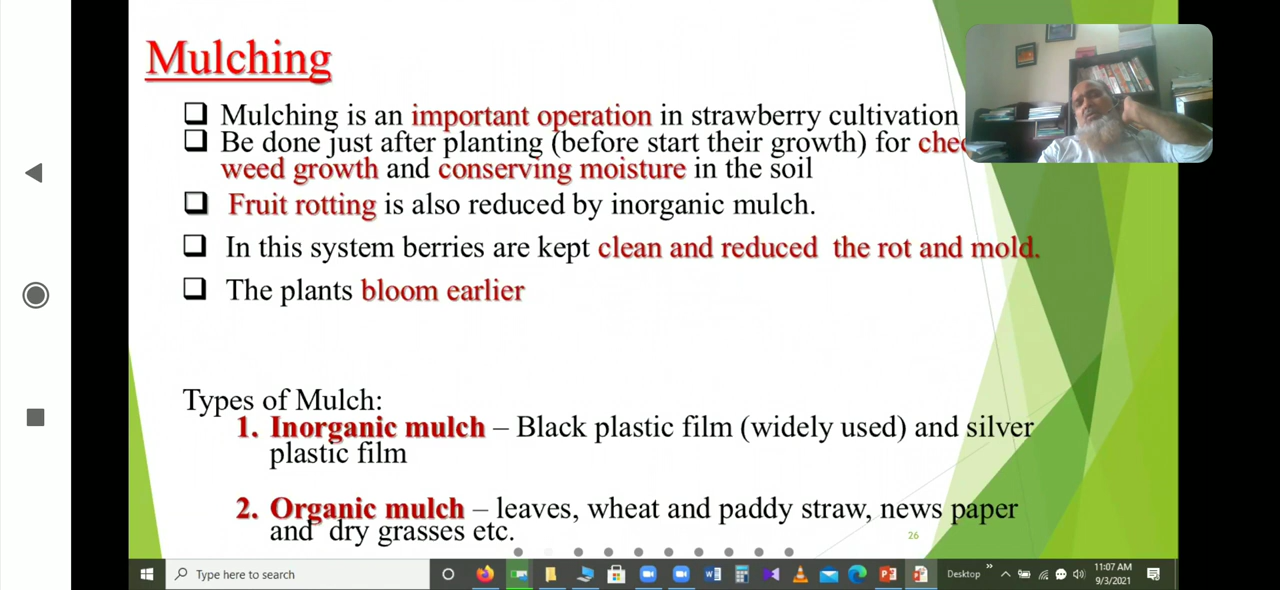 Mulching
Mulching is an important operation in strawberry cultivation
Be done just after planting (before start their growth) for
weed growth and conserving moisture in the soil
Fruit rotting is also reduced by inorganic mulch.
In this system berries are kept clean and reduced the rot and mold.
The plants bloom earlier
Types of Mulch:
1. Inorganic mulch – Black plastic film (widely used) and silver
plastic film
2. Organic mulch – leaves, wheat and paddy straw, news paper
and dry grasses etc.
26
Type here to search
Desktop
11:07 AM
9/3/2021